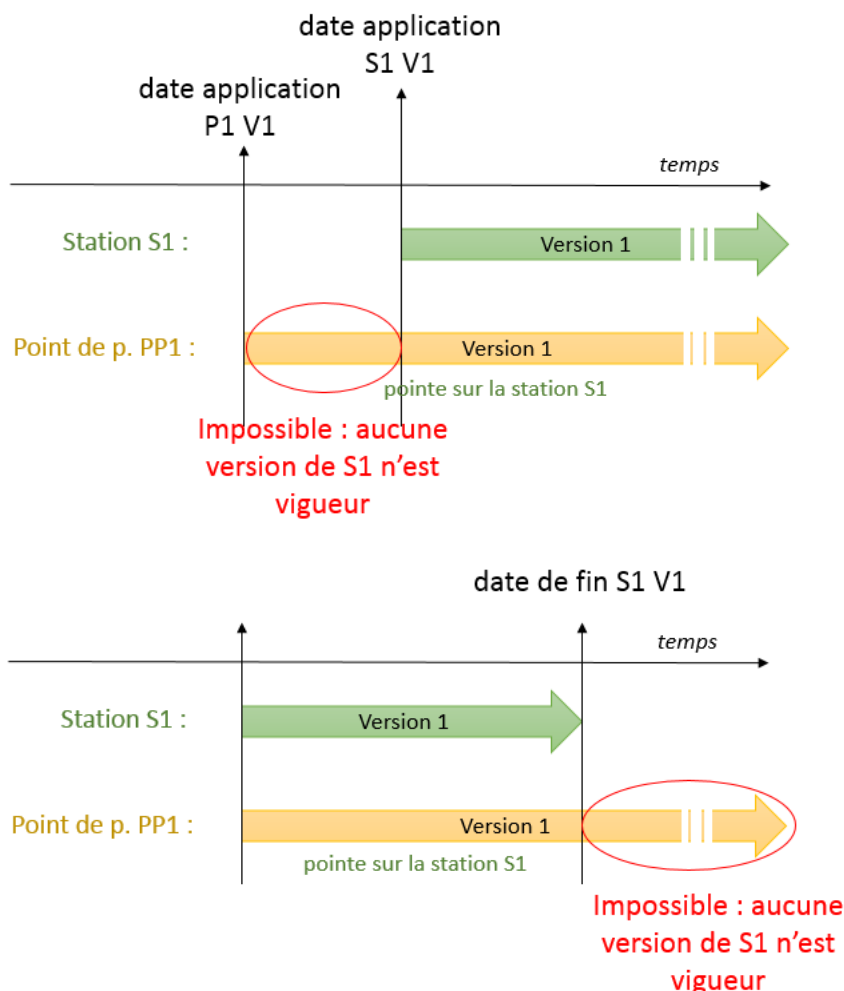 date application
S1 V1
date application
P1 V1
temps
Station S1 :
Version 1
Point de p. PP1 :
Version 1
pointe sur la station S1
Impossible : aucune
version de S1 n’est
vigueur
date de fin S1 V1
temps
Station S1 :
Version 1
Point de p. PP1 :
Version 1
pointe sur la station S1
Impossible : aucune
version de S1 n’est
vigueur